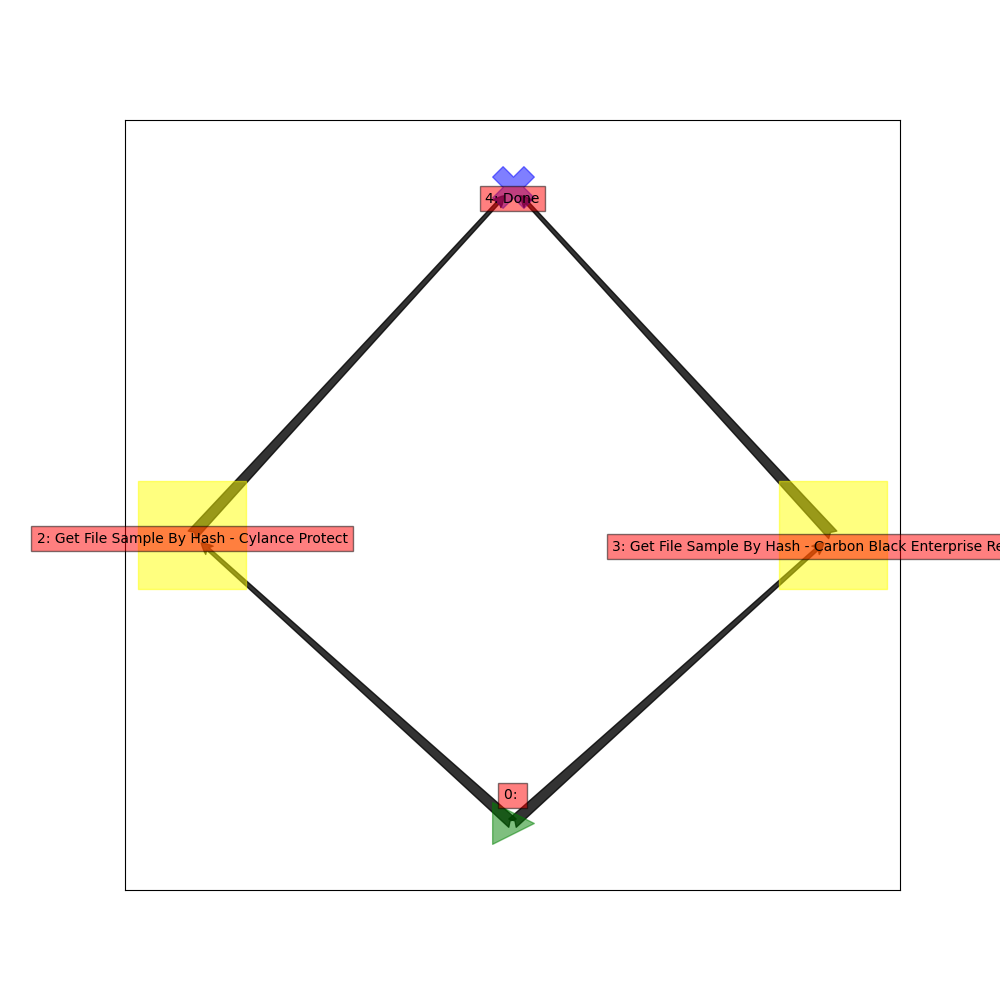 4: Done
2: Get File Sample By Hash - Cylance Protect
3: Get File Sample By Hash - Carbon Black Enterprise Re
0: